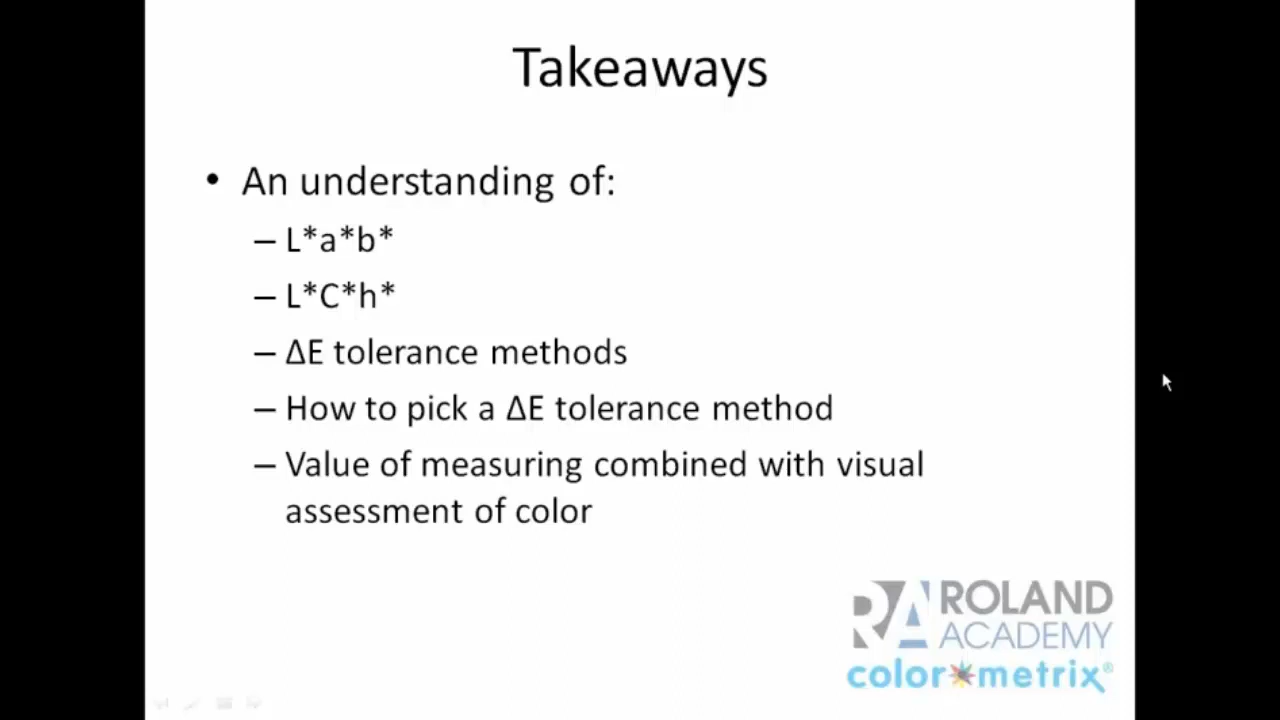 Takeaways
• An understanding of:
– L*a*b*
– L*C*h*
– ΔE tolerance methods
– How to pick a ΔE tolerance method
– Value of measuring combined with visual
assessment of color
RA ROLAND
ACADEMY
color metrix®